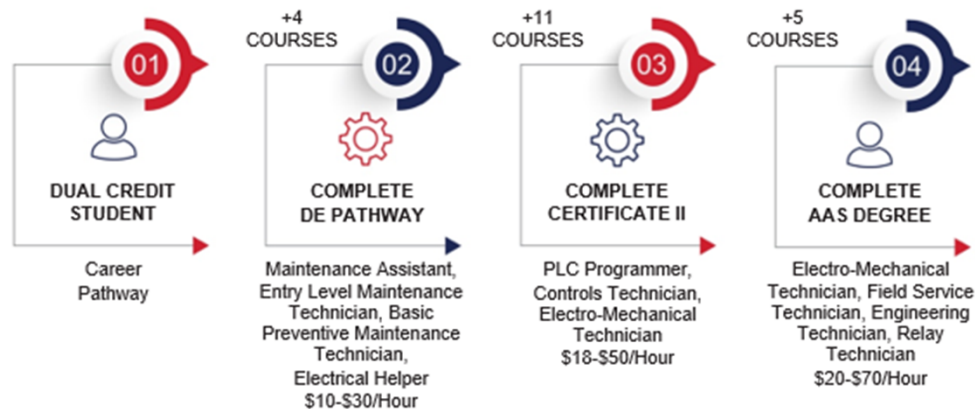 01
DUAL CREDIT
STUDENT
Career
Pathway
+4
COURSES
02
COMPLETE
DE PATHWAY
Maintenance Assistant,
Entry Level Maintenance
Technician, Basic
Preventive Maintenance
Technician,
Electrical Helper
$10-$30/Hour
+11
COURSES
03
COMPLETE
CERTIFICATE II
PLC Programmer,
Controls Technician,
Electro-Mechanical
Technician
$18-$50/Hour
+5
COURSES
04
COMPLETE
AAS DEGREE
Electro-Mechanical
Technician, Field Service
Technician, Engineering
Technician, Relay
Technician
$20-$70/Hour